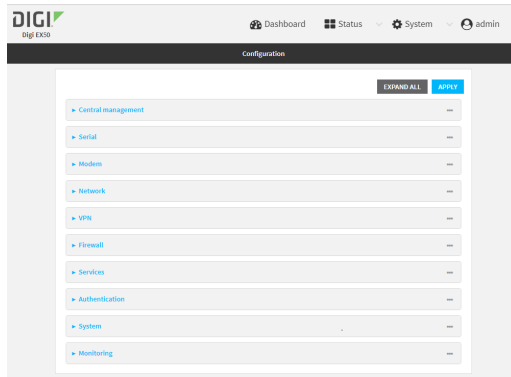 DIGI
Digi EX50
Dashboard
Status
System
admin
Configuration
EXPAND ALL
APPLY
Central management
Serial
Modem
Network
VPN
Firewall
Services
Authentication
System
Monitoring